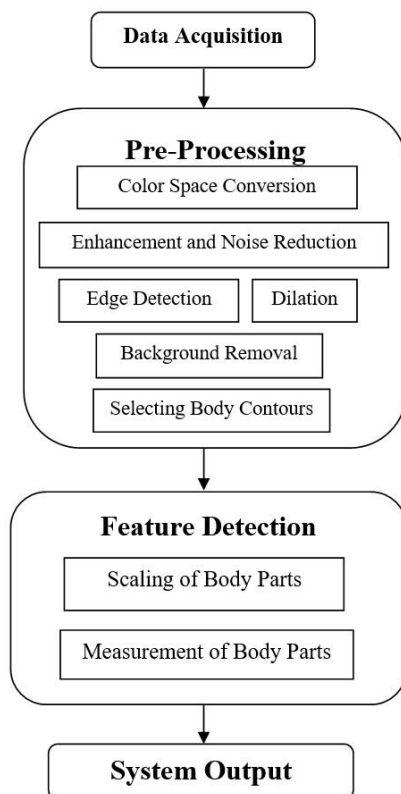 Data Acquisition
Pre-Processing
Color Space Conversion
Enhancement and Noise Reduction
Edge Detection
Dilation
Background Removal
Selecting Body Contours
Feature Detection
Scaling of Body Parts
Measurement of Body Parts
System Output